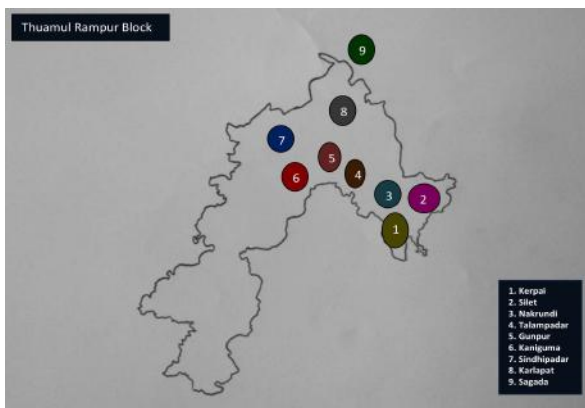 Thuamul Rampur Block
9
8
7
5
6
4
3
2
1
1. Kerpai
2. Silet
3. Nakrundi
4. Talampadar
5. Gunpur
6. Kaniguma
7. Sindhipadar
8. Karlapat
9. Sagada